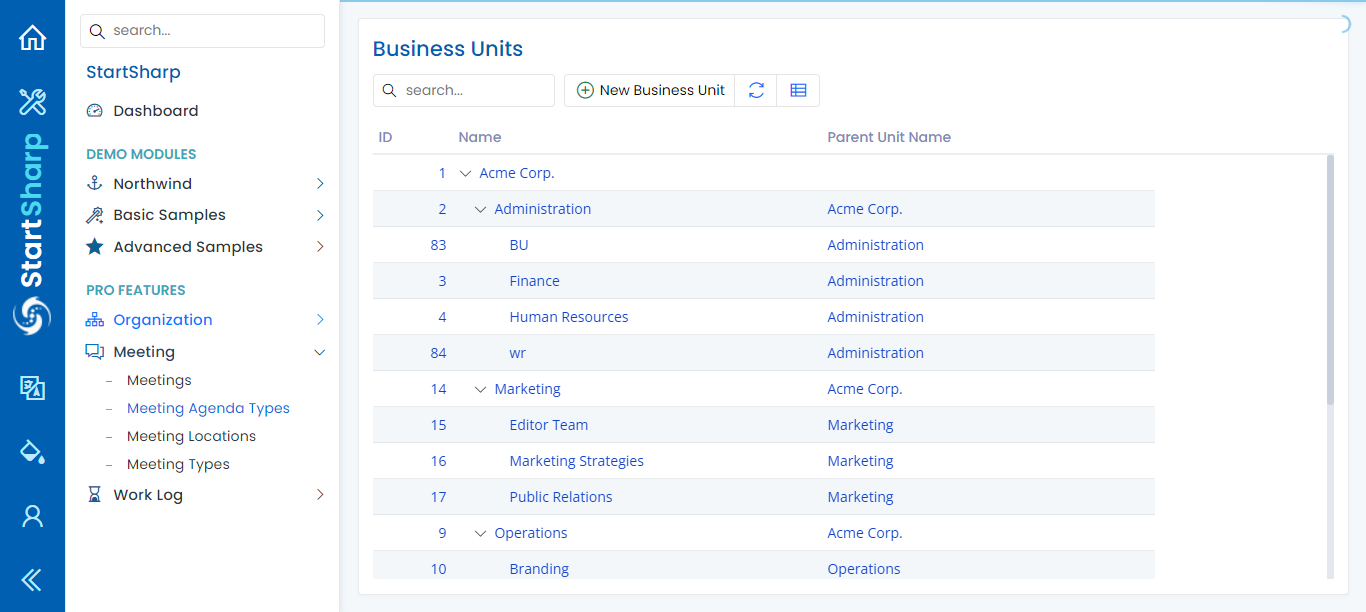 StartSharp
search...
StartSharp
Dashboard
DEMO MODULES
Northwind
Basic Samples
Advanced Samples
PRO FEATURES
Organization
Meeting
Meetings
Meeting Agenda Types
Meeting Locations
Meeting Types
Work Log
Business Units
search... New Business Unit
ID Name Parent Unit Name
1 Acme Corp.
2 Administration Acme Corp.
83 BU Administration
3 Finance Administration
4 Human Resources Administration
84 wr Administration
14 Marketing Acme Corp.
15 Editor Team Marketing
16 Marketing Strategies Marketing
17 Public Relations Marketing
9 Operations Acme Corp.
10 Branding Operations